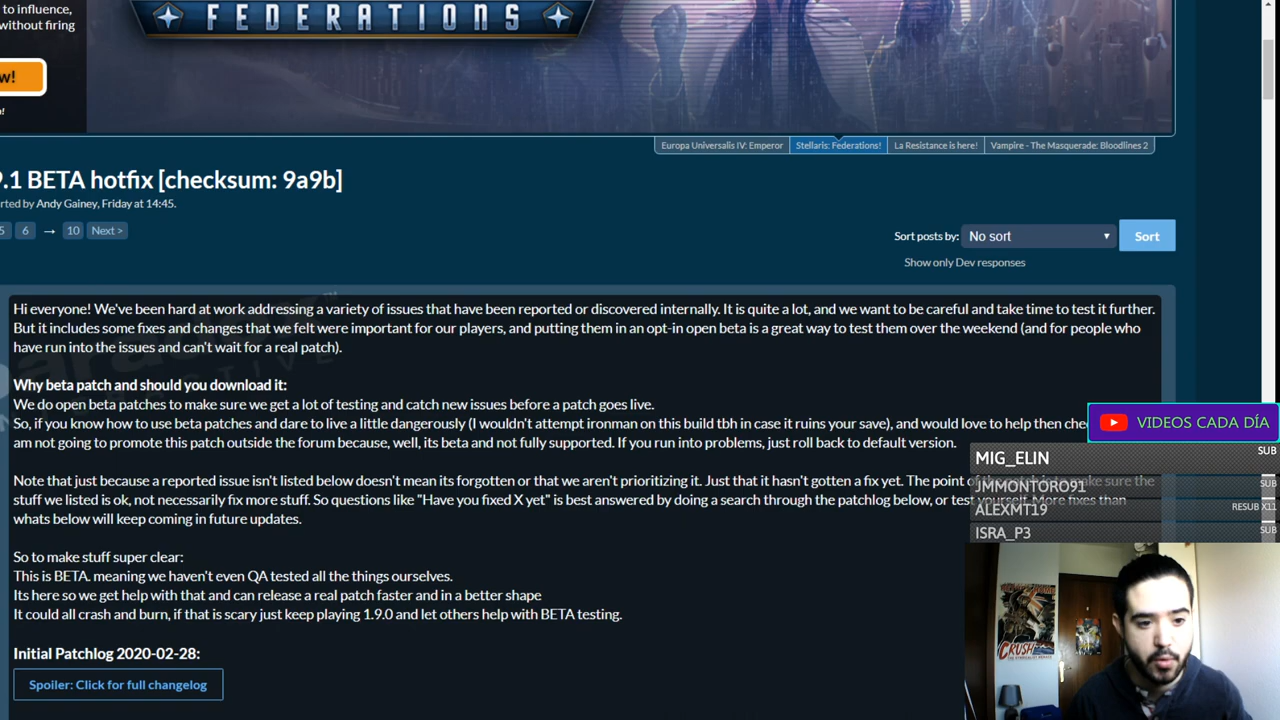 to influence,
without firing
w!
FEDERATIONS
Europa Universalis IV: Emperor
Stellaris: Federations!
La Resistance is here!
Vampire - The Masquerade: Bloodlines 2
.1 BETA hotfix [checksum: 9a9b]
rted by Andy Gainey, Friday at 14:45.
5 6 → 10 Next >
Sort posts by: No sort Sort
Show only Dev responses
Hi everyone! We've been hard at work addressing a variety of issues that have been reported or discovered internally. It is quite a lot, and we want to be careful and take time to test it further.
But it includes some fixes and changes that we felt were important for our players, and putting them in an opt-in open beta is a great way to test them over the weekend (and for people who
have run into the issues and can't wait for a real patch).
Why beta patch and should you download it:
We do open beta patches to make sure we get a lot of testing and catch new issues before a patch goes live.
So, if you know how to use beta patches and dare to live a little dangerously (I wouldn't attempt ironman on this build tbh in case it ruins your save), and would love to help then che
am not going to promote this patch outside the forum because, well, its beta and not fully supported. If you run into problems, just roll back to default version.
Note that just because a reported issue isn't listed below doesn't mean its forgotten or that we aren't prioritizing it. Just that it hasn't gotten a fix yet. The point of sure the
stuff we listed is ok, not necessarily fix more stuff. So questions like "Have you fixed X yet" is best answered by doing a search through the patchlog below, or test yourself. More fixes than
whats below will keep coming in future updates.
So to make stuff super clear:
This is BETA. meaning we haven't even QA tested all the things ourselves.
Its here so we get help with that and can release a real patch faster and in a better shape
It could all crash and burn, if that is scary just keep playing 1.9.0 and let others help with BETA testing.
Initial Patchlog 2020-02-28:
Spoiler: Click for full changelog
VIDEOS CADA DÍA
MIG_ELIN SUB
JMMONTORO91 SUB
ALEXMT19 RESUB X11
ISRA_P3 SUB
CRUSH